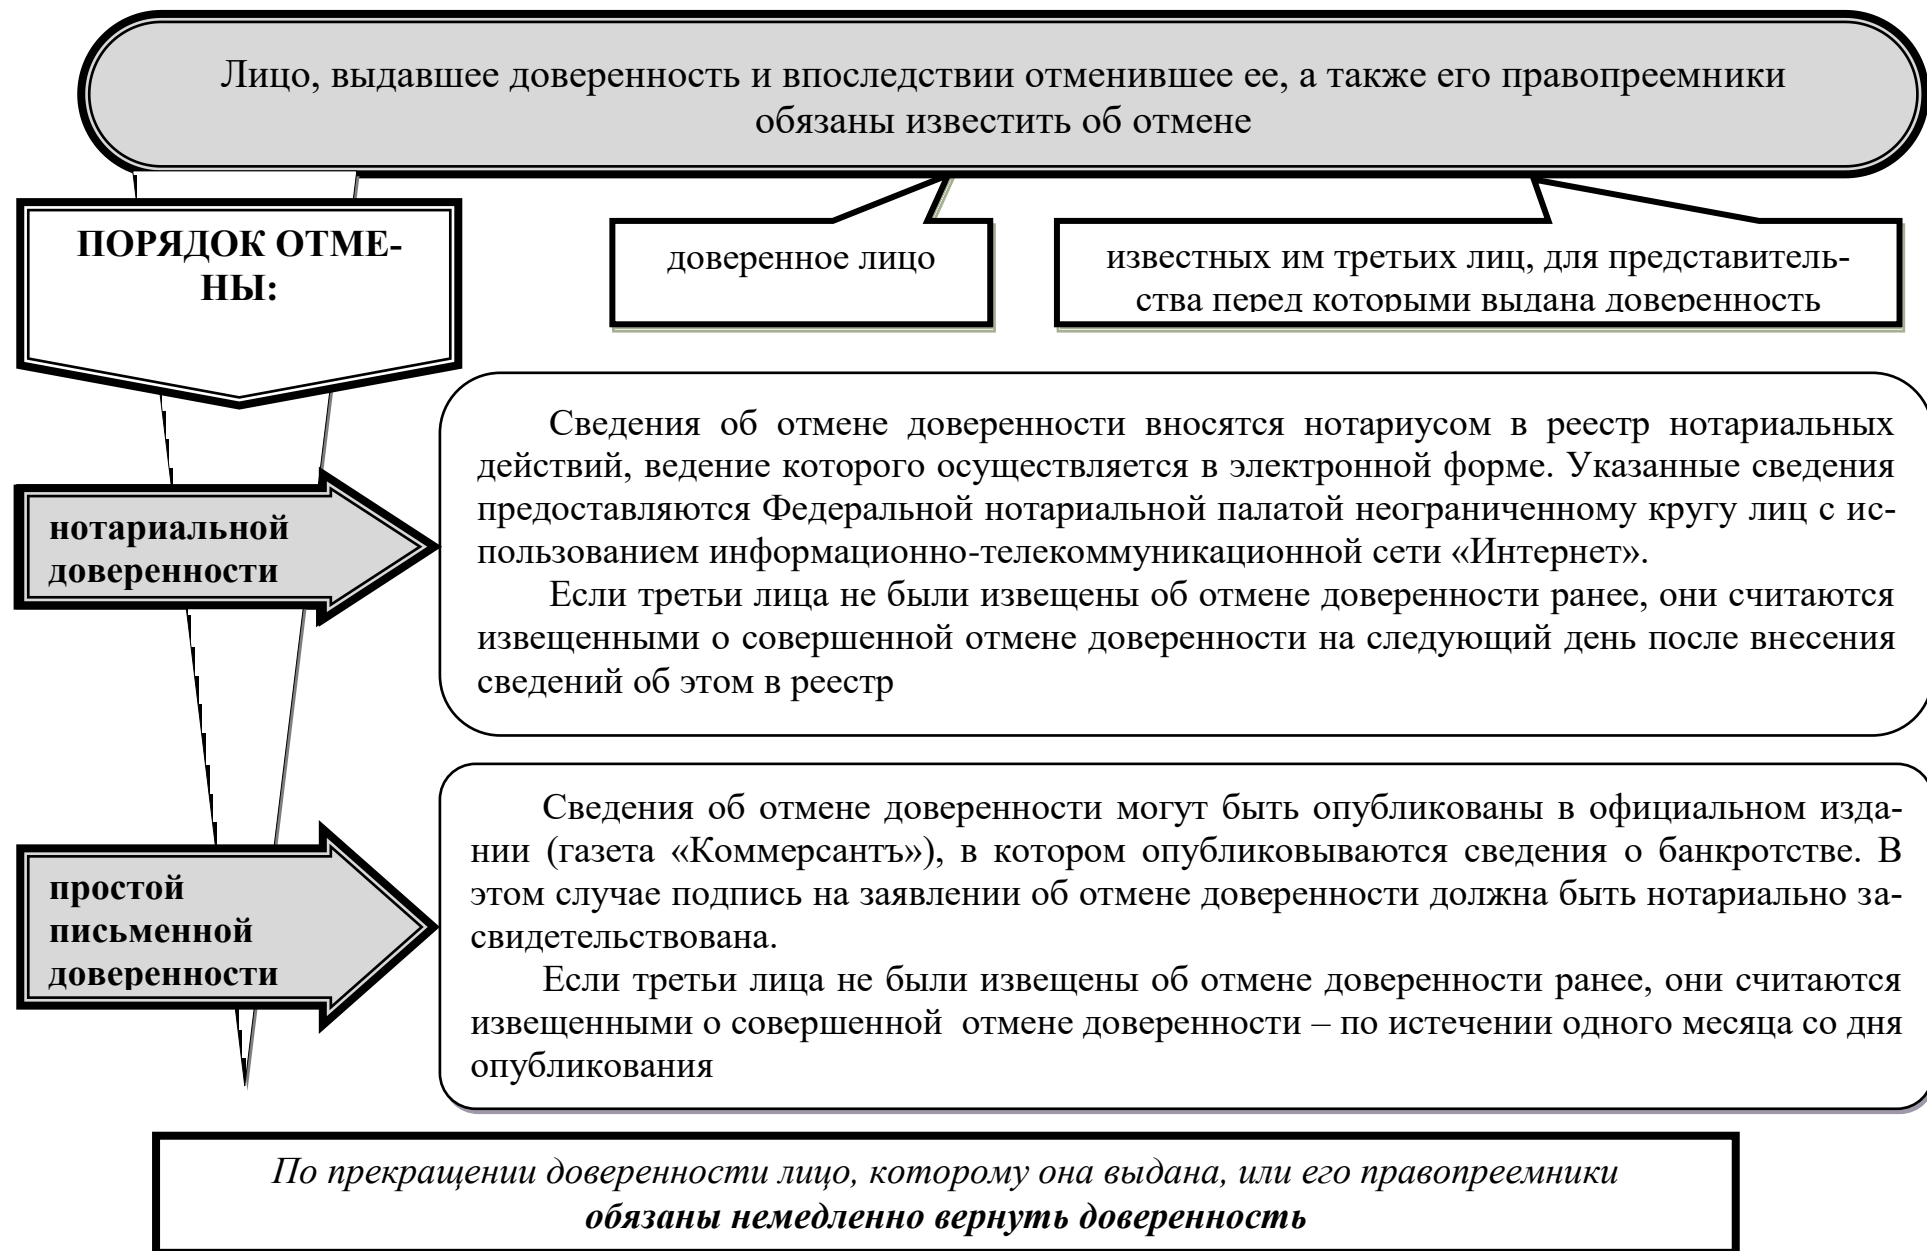 Лицо, выдавшее доверенность и впоследствии отменившее ее, а также его правопреемники
обязаны известить об отмене
ПОРЯДОК ОТМЕ-
НЫ:
доверенное лицо
известных им третьих лиц, для представитель-
ства перед которыми выдана доверенность
нотариальной
доверенности
Сведения об отмене доверенности вносятся нотариусом в реестр нотариальных
действий, ведение которого осуществляется в электронной форме. Указанные сведения
предоставляются Федеральной нотариальной палатой неограниченному кругу лиц с ис-
пользованием информационно-телекоммуникационной сети «Интернет».
Если третьи лица не были извещены об отмене доверенности ранее, они считаются
извещенными о совершенной отмене доверенности на следующий день после внесения
сведений об этом в реестр
простой
письменной
доверенности
Сведения об отмене доверенности могут быть опубликованы в официальном изда-
нии (газета «Коммерсантъ»), в котором опубликовываются сведения о банкротстве. В
этом случае подпись на заявлении об отмене доверенности должна быть нотариально за-
свидетельствована.
Если третьи лица не были извещены об отмене доверенности ранее, они считаются
извещенными о совершенной отмене доверенности – по истечении одного месяца со дня
опубликования
По прекращении доверенности лицо, которому она выдана, или его правопреемники
обязаны немедленно вернуть доверенность